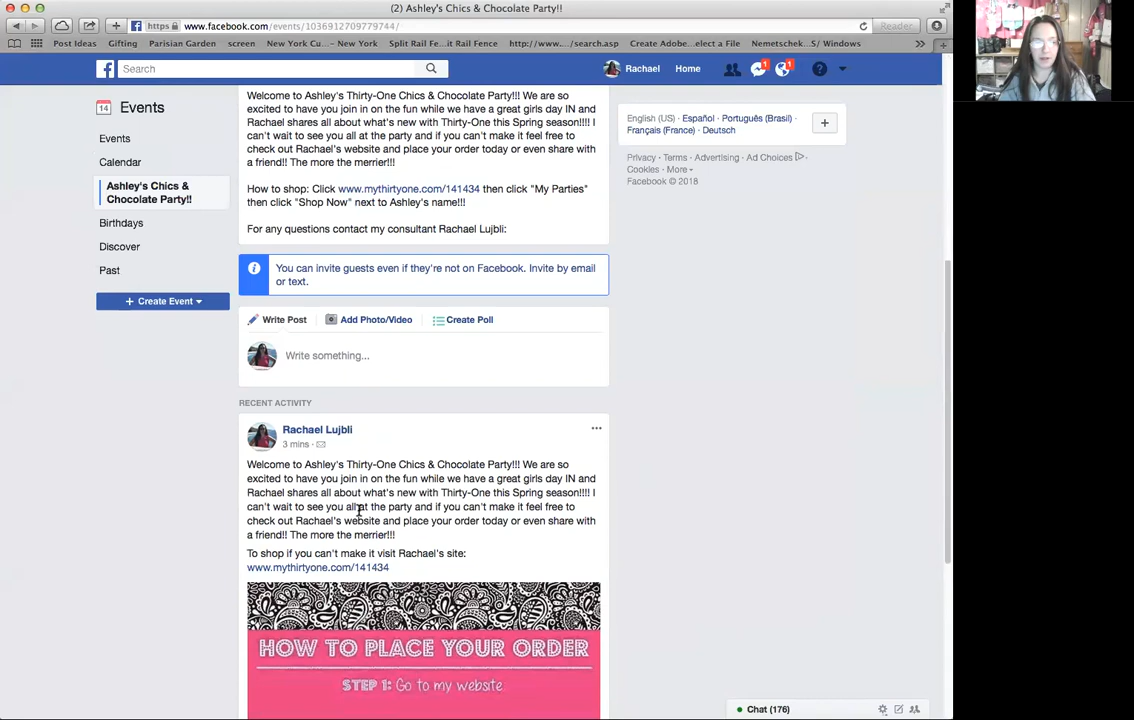 (2) Ashley's Chics & Chocolate Party!!
https www.facebook.com/events/1036912709779744/
Reader
Post Ideas Gifting Parisian Garden screen New York Cu... – New York Split Rail Fe...it Rail Fence http://www.../search.asp Create Adobe...elect a File Nemetschek...S/ Windows
Search
Rachael Home 1 1
14 Events
Events
Calendar
Ashley's Chics &
Chocolate Party!!
Birthdays
Discover
Past
+ Create Event
Welcome to Ashley's Thirty-One Chics & Chocolate Party!!! We are so
excited to have you join in on the fun while we have a great girls day IN and
Rachael shares all about what's new with Thirty-One this Spring season!!!! I
can't wait to see you all at the party and if you can't make it feel free to
check out Rachael's website and place your order today or even share with
a friend!! The more the merrier!!!
How to shop: Click www.mythirtyone.com/141434 then click "My Parties"
then click "Shop Now" next to Ashley's name!!!
For any questions contact my consultant Rachael Lujbli:
You can invite guests even if they're not on Facebook. Invite by email
or text.
Write Post Add Photo/Video Create Poll
Write something...
RECENT ACTIVITY
Rachael Lujbli
3 mins ·
Welcome to Ashley's Thirty-One Chics & Chocolate Party!!! We are so
excited to have you join in on the fun while we have a great girls day IN and
Rachael shares all about what's new with Thirty-One this Spring season!!!! I
can't wait to see you all at the party and if you can't make it feel free to
check out Rachael's website and place your order today or even share with
a friend!! The more the merrier!!!
To shop if you can't make it visit Rachael's site:
www.mythirtyone.com/141434
HOW TO PLACE YOUR ORDER
STEP 1: Go to my website
English (US) · Español · Português (Brasil) ·
Français (France) · Deutsch
Privacy · Terms · Advertising · Ad Choices ·
Cookies · More
Facebook © 2018
Chat (176)